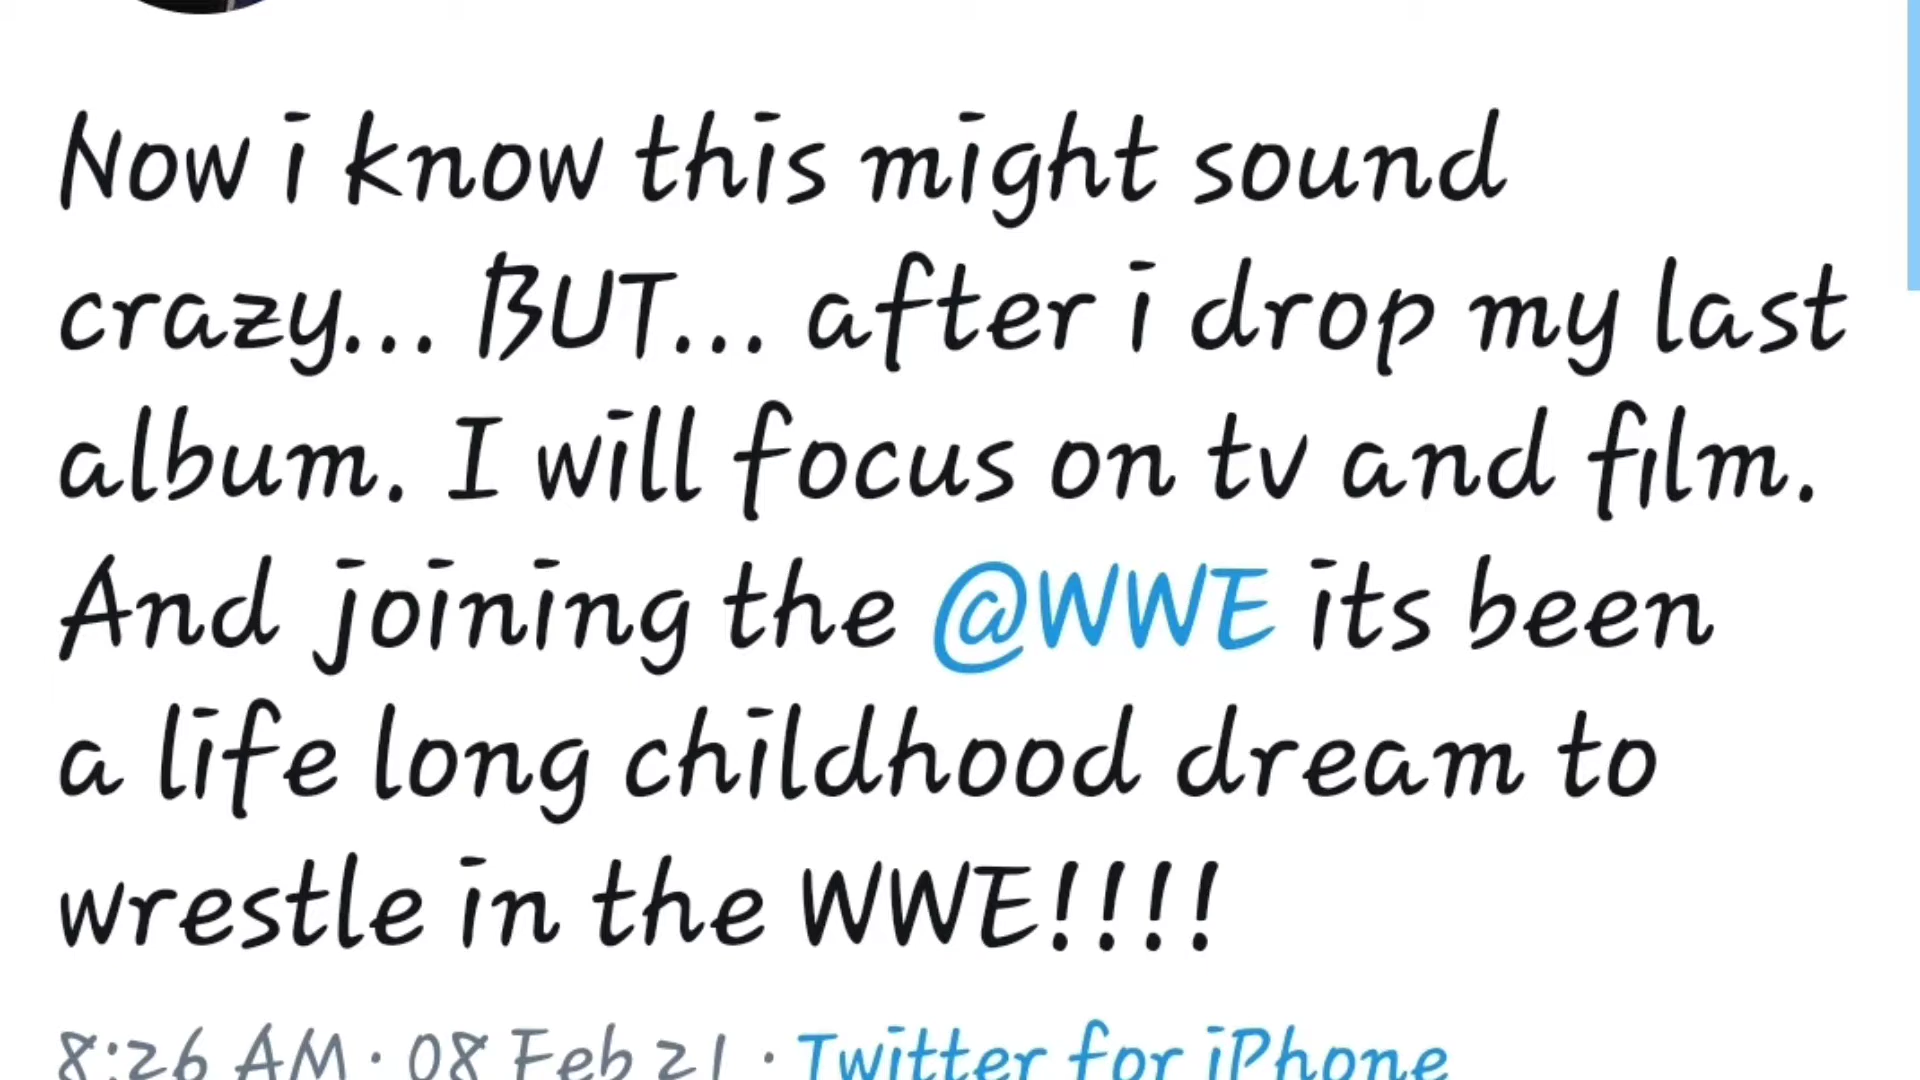 Now i know this might sound
crazy... BUT... after i drop my last
album. I will focus on tv and film.
And joining the @WWE its been
a life long childhood dream to
wrestle in the WWE!!!!
8:26 AM · 08 Feb 21 · Twitter for iPhone